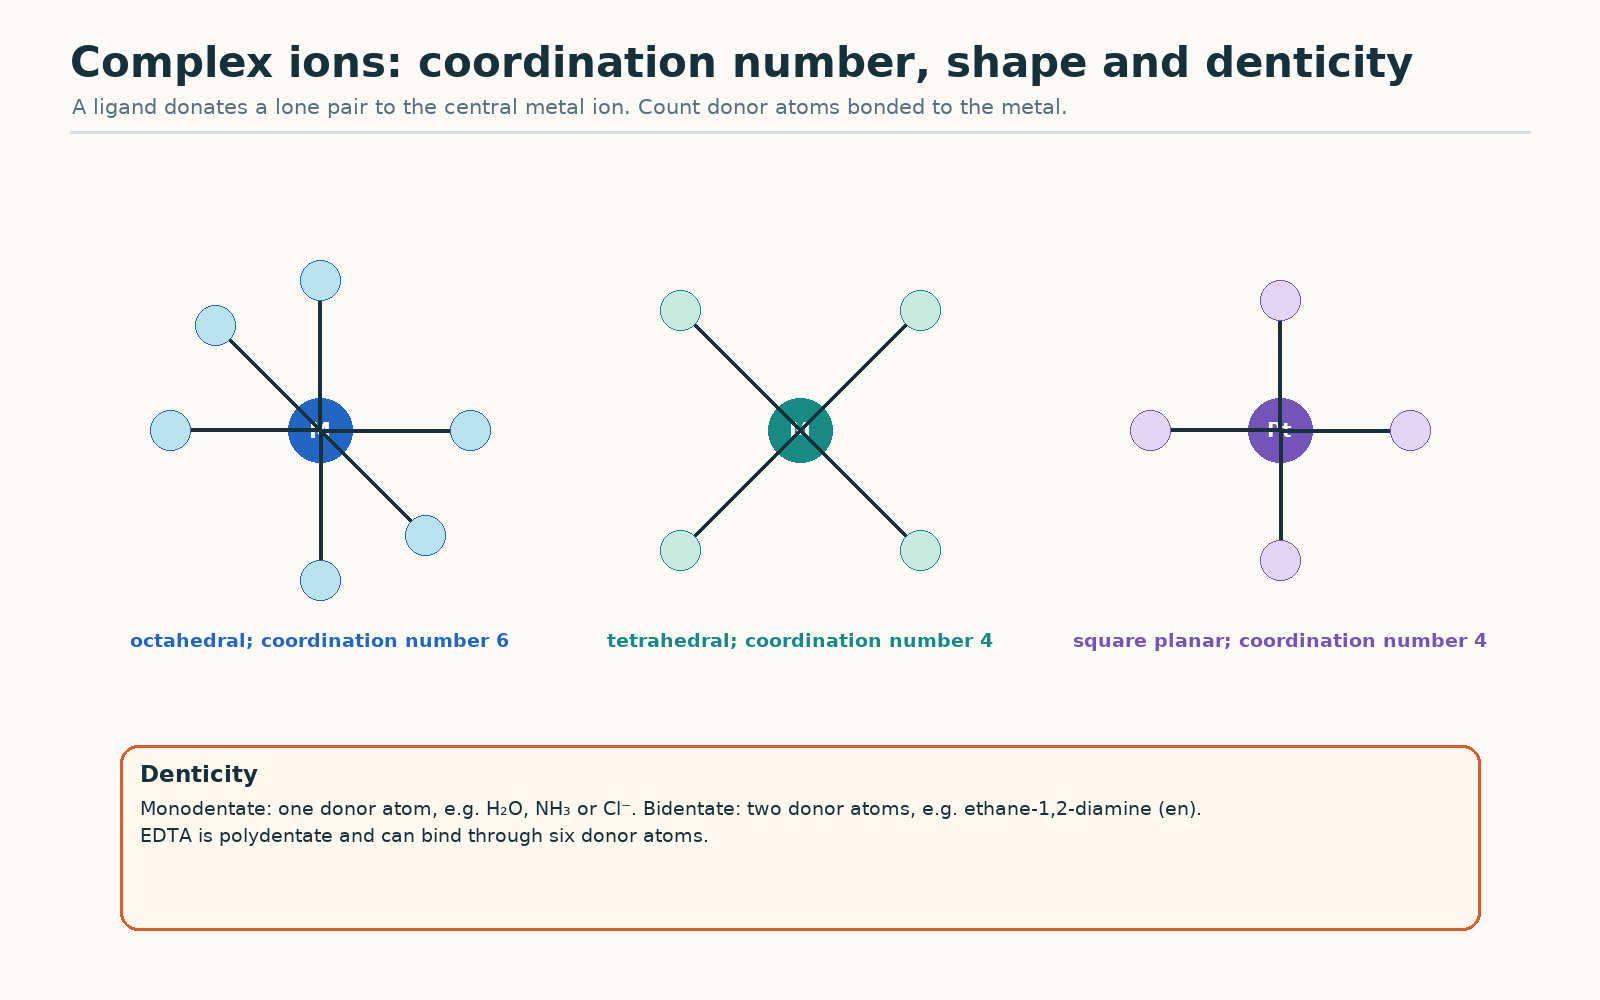 Complex ions: coordination number, shape and denticity
A ligand donates a lone pair to the central metal ion. Count donor atoms bonded to the metal.
M
Pt
octahedral; coordination number 6
tetrahedral; coordination number 4
square planar; coordination number 4
Denticity
Monodentate: one donor atom, e.g. H₂O, NH₃ or Cl⁻. Bidentate: two donor atoms, e.g. ethane-1,2-diamine (en).
EDTA is polydentate and can bind through six donor atoms.